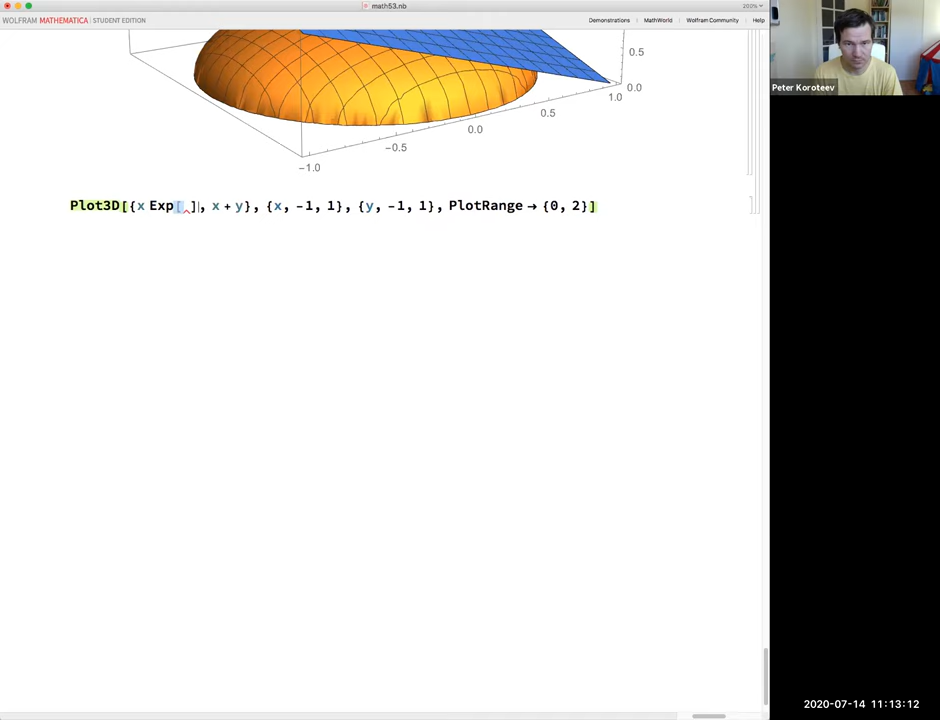 math53.nb
200%
WOLFRAM MATHEMATICA | STUDENT EDITION
Demonstrations MathWorld Wolfram Community Help
0.5
0.0
1.0
0.5
0.0
-0.5
-1.0
Plot3D[{x Exp[ ], x + y}, {x, -1, 1}, {y, -1, 1}, PlotRange → {0, 2}]
Peter Koroteev
2020-07-14 11:13:12